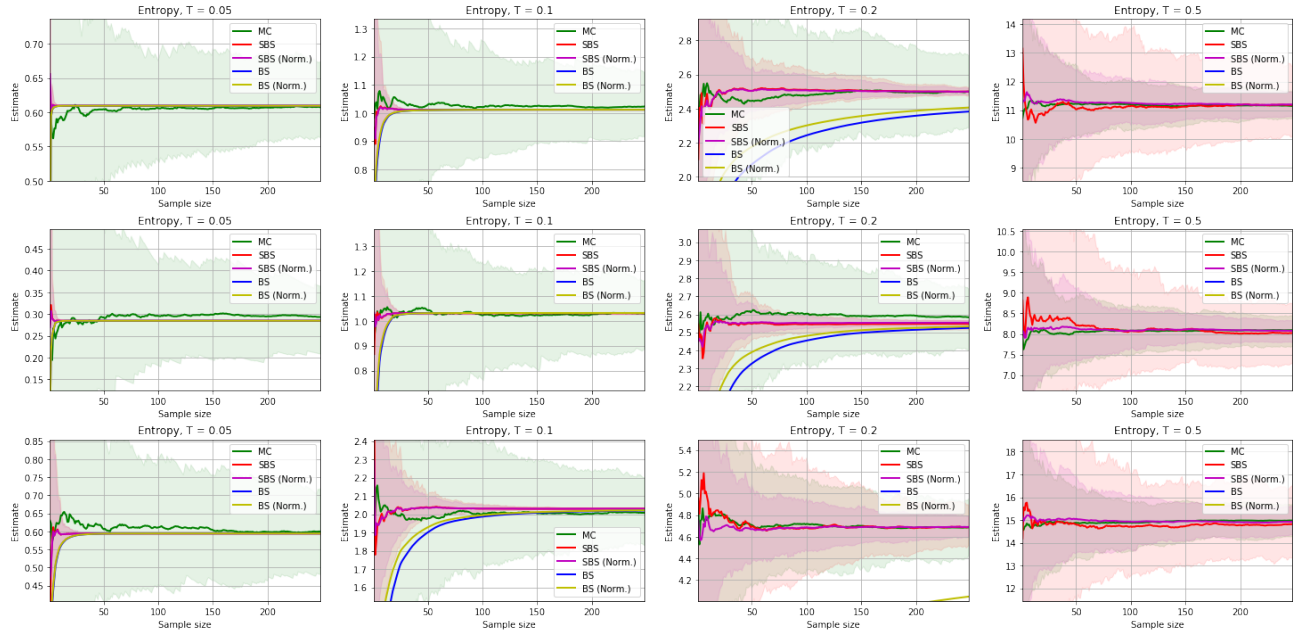 Entropy, T = 0.05
0.70
0.65
0.60
0.55
0.50
Estimate
50
100
150
200
Sample size
MC
SBS
SBS (Norm.)
BS
BS (Norm.)
Entropy, T = 0.1
1.3
1.2
1.1
1.0
0.9
0.8
Estimate
50
100
150
200
Sample size
MC
SBS
SBS (Norm.)
BS
BS (Norm.)
Entropy, T = 0.2
2.8
2.6
2.4
2.2
2.0
Estimate
50
100
150
200
Sample size
MC
SBS
SBS (Norm.)
BS
BS (Norm.)
Entropy, T = 0.5
14
13
12
11
10
9
Estimate
50
100
150
200
Sample size
MC
SBS
SBS (Norm.)
BS
BS (Norm.)
Entropy, T = 0.05
0.45
0.40
0.35
0.30
0.25
0.20
0.15
Estimate
50
100
150
200
Sample size
MC
SBS
SBS (Norm.)
BS
BS (Norm.)
Entropy, T = 0.1
1.3
1.2
1.1
1.0
0.9
0.8
Estimate
50
100
150
200
Sample size
MC
SBS
SBS (Norm.)
BS
BS (Norm.)
Entropy, T = 0.2
3.0
2.9
2.8
2.7
2.6
2.5
2.4
2.3
2.2
Estimate
50
100
150
200
Sample size
MC
SBS
SBS (Norm.)
BS
BS (Norm.)
Entropy, T = 0.5
10.5
10.0
9.5
9.0
8.5
8.0
7.5
7.0
Estimate
50
100
150
200
Sample size
MC
SBS
SBS (Norm.)
BS
BS (Norm.)
Entropy, T = 0.05
0.85
0.80
0.75
0.70
0.65
0.60
0.55
0.50
0.45
Estimate
50
100
150
200
Sample size
MC
SBS
SBS (Norm.)
BS
BS (Norm.)
Entropy, T = 0.1
2.4
2.3
2.2
2.1
2.0
1.9
1.8
1.7
1.6
Estimate
50
100
150
200
Sample size
MC
SBS
SBS (Norm.)
BS
BS (Norm.)
Entropy, T = 0.2
5.4
5.2
5.0
4.8
4.6
4.4
4.2
4.0
Estimate
50
100
150
200
Sample size
MC
SBS
SBS (Norm.)
BS
BS (Norm.)
Entropy, T = 0.5
18
17
16
15
14
13
12
Estimate
50
100
150
200
Sample size
MC
SBS
SBS (Norm.)
BS
BS (Norm.)